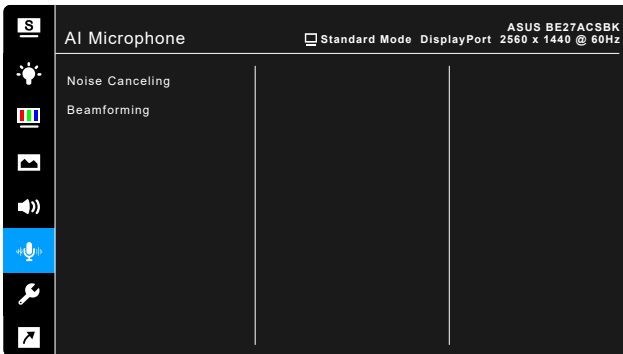 S
ASUS BE27ACSBK
AI Microphone
Standard Mode DisplayPort 2560 x 1440 @ 60Hz
Noise Canceling
Beamforming